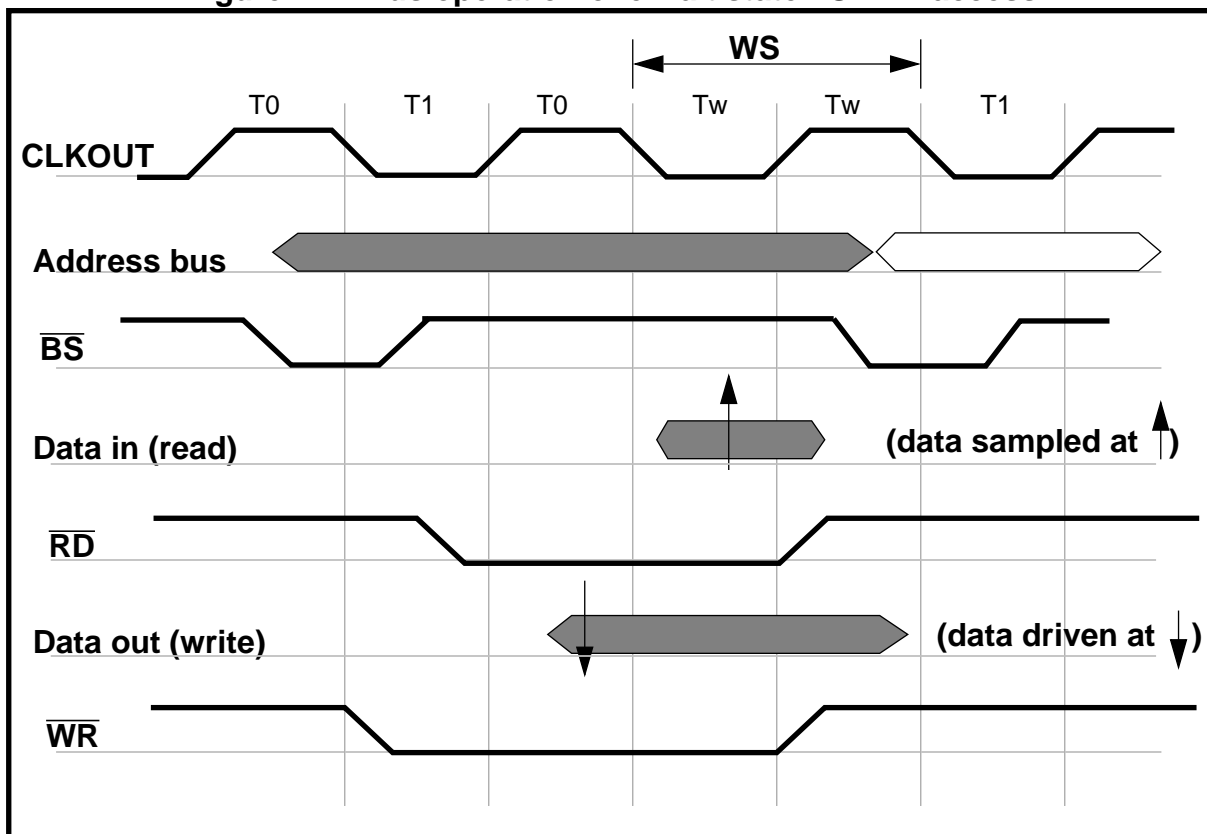 WS
T0 T1 T0 Tw Tw T1
CLKOUT
Address bus
BS
Data in (read) (data sampled at )
RD
Data out (write) (data driven at )
WR